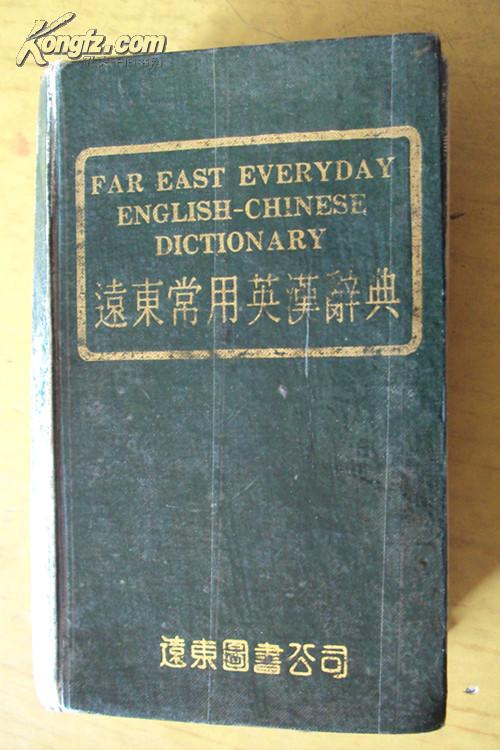 Kongfz.com
FAR EAST EVERYDAY
ENGLISH-CHINESE
DICTIONARY
遠東常用英漢辭典
遠東圖書公司